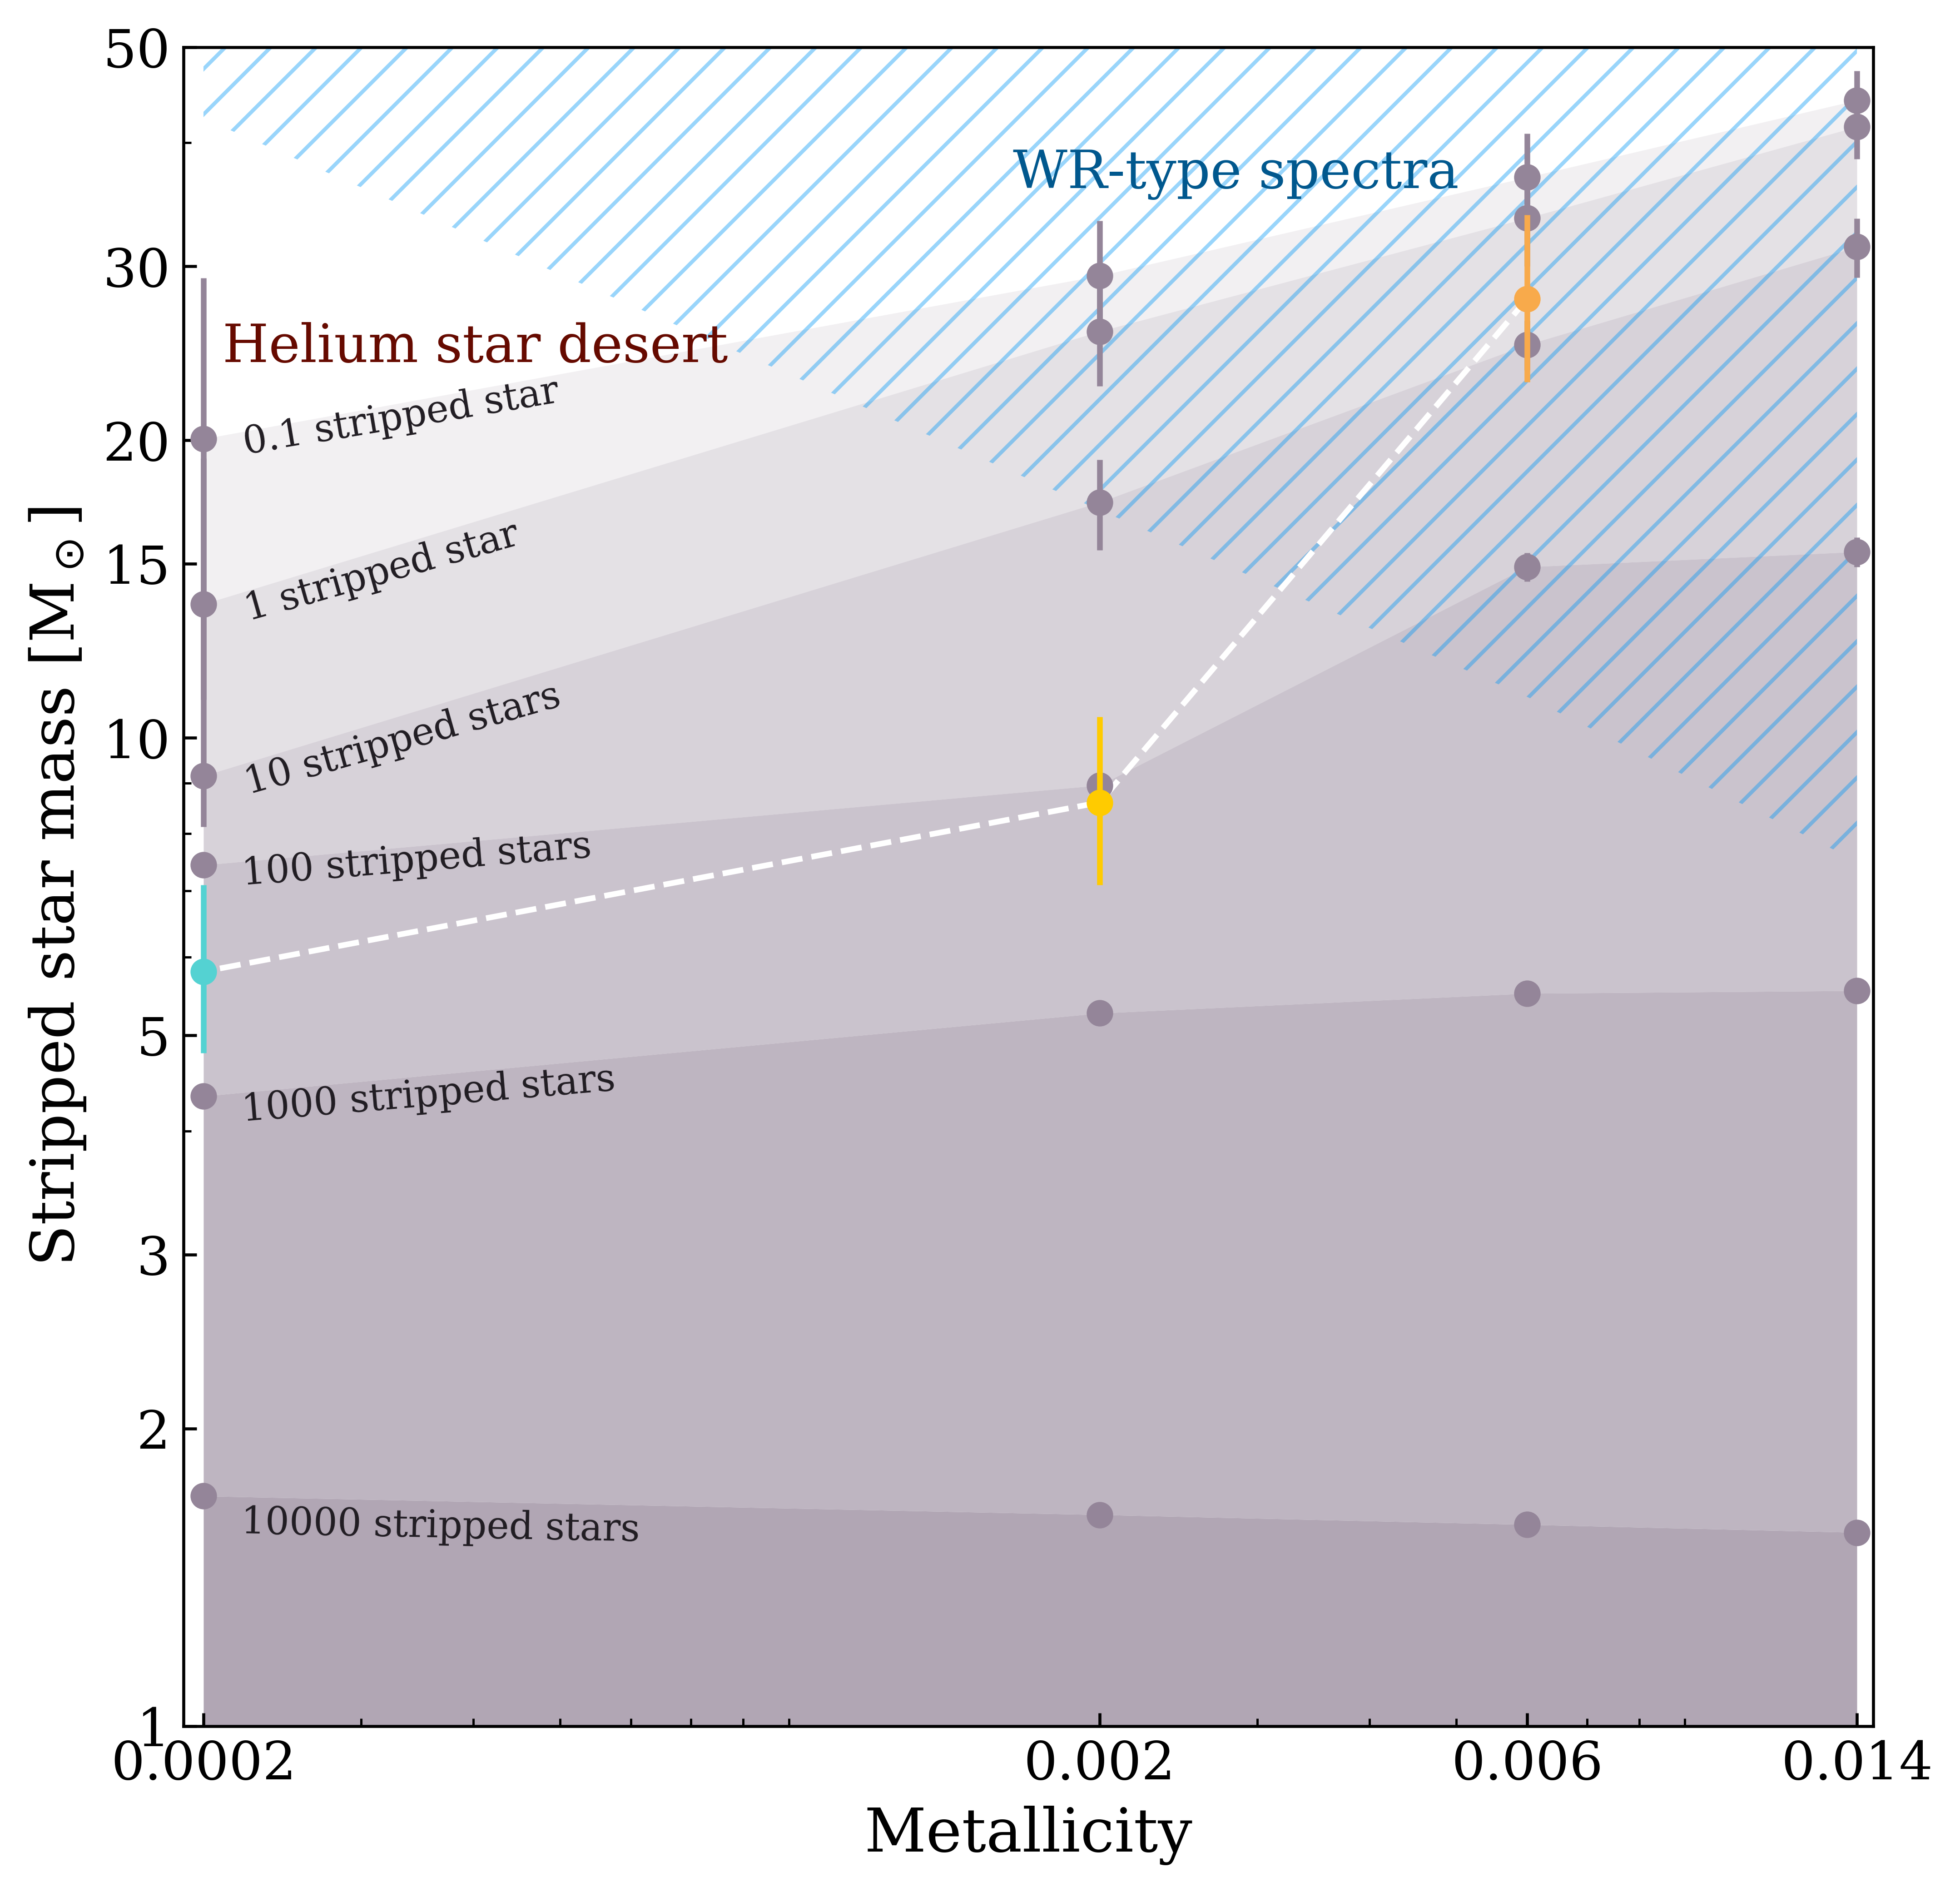 50
30
20
15
10
5
3
2
1
Stripped star mass [M⊙]
WR-type spectra
Helium star desert
0.1 stripped star
1 stripped star
10 stripped stars
100 stripped stars
1000 stripped stars
10000 stripped stars
0.0002 0.002 0.006 0.014
Metallicity